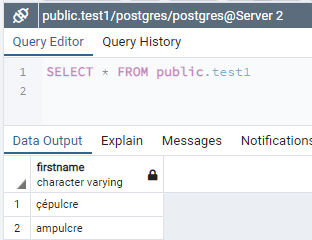 public.test1/postgres/postgres@Server 2
Query Editor Query History
1 SELECT * FROM public.test1
2
Data Output Explain Messages Notifications
firstname
character varying
1 çépulcre
2 ampulcre